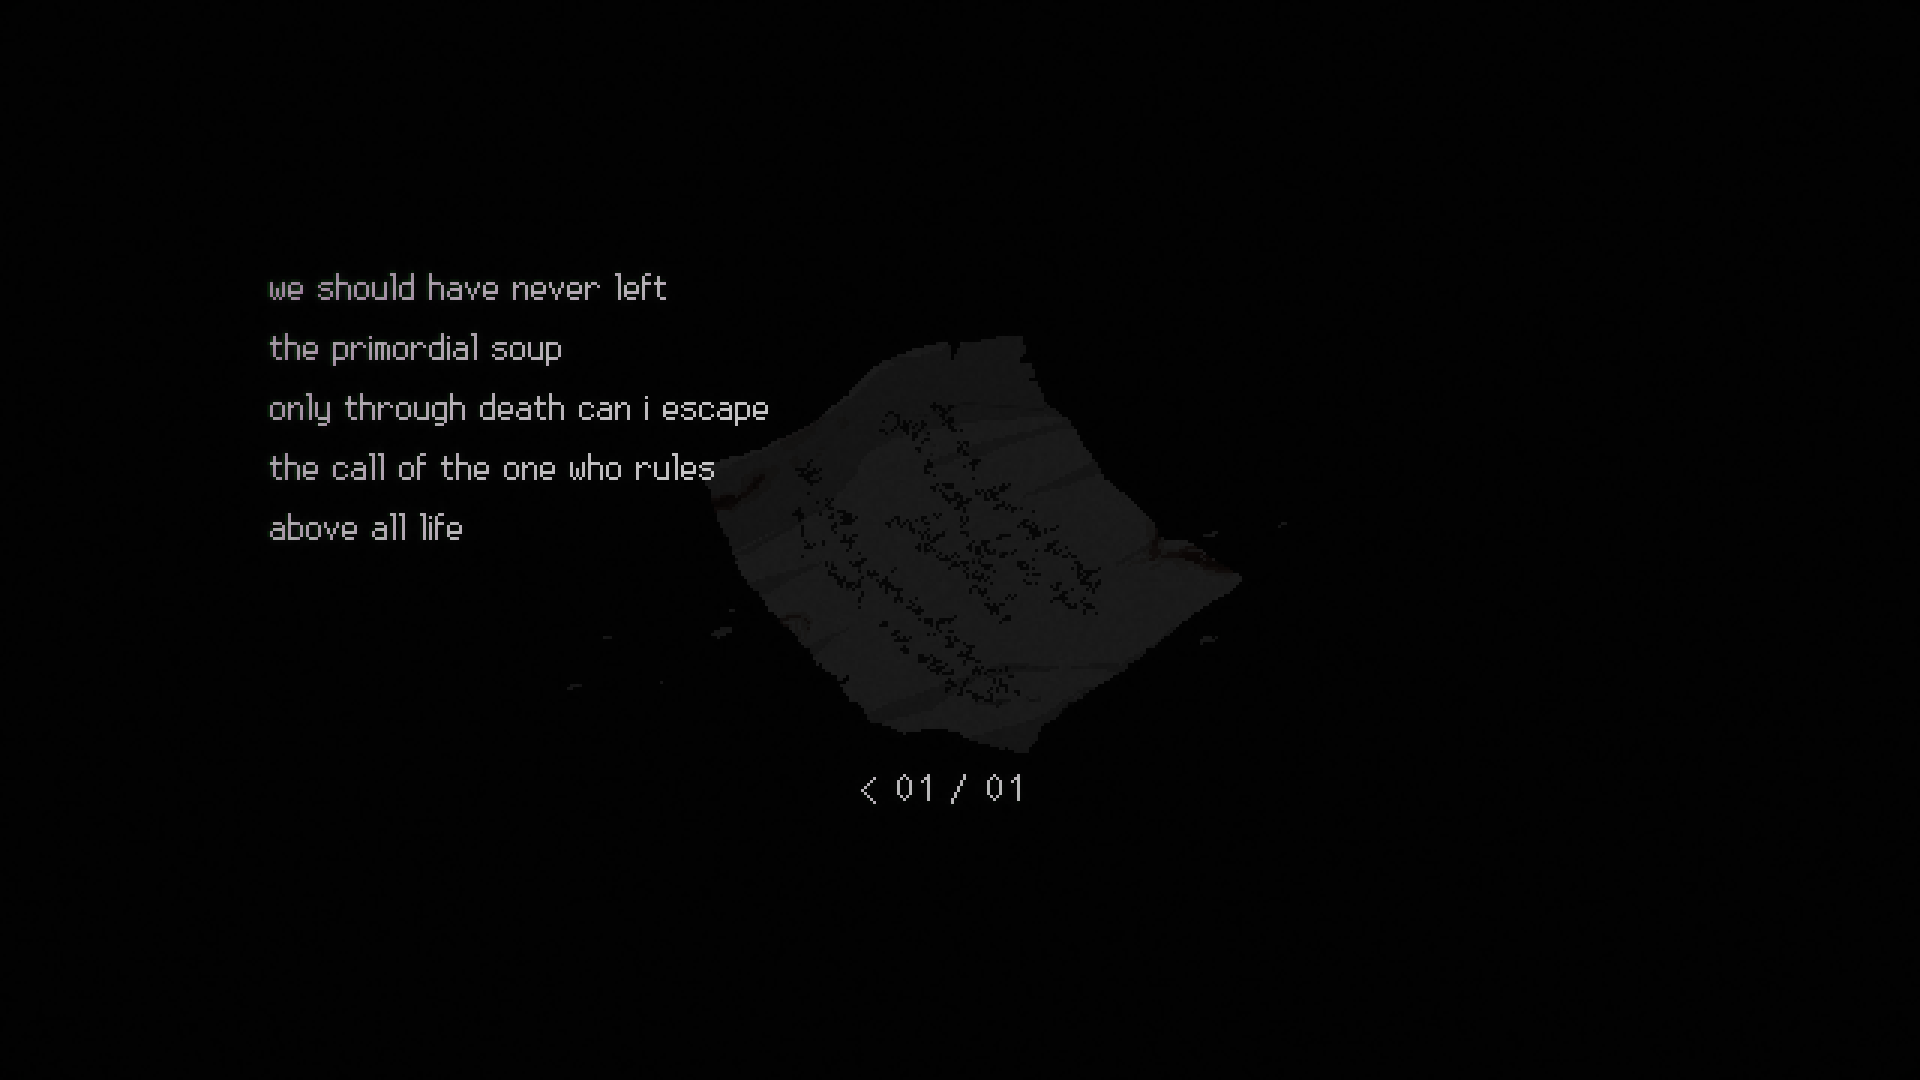 we should have never left
the primordial soup
only through death can i escape
the call of the one who rules
above all life
< 01 / 01